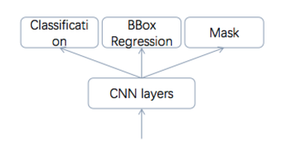 Classificati
on
BBox
Regression
Mask
CNN layers